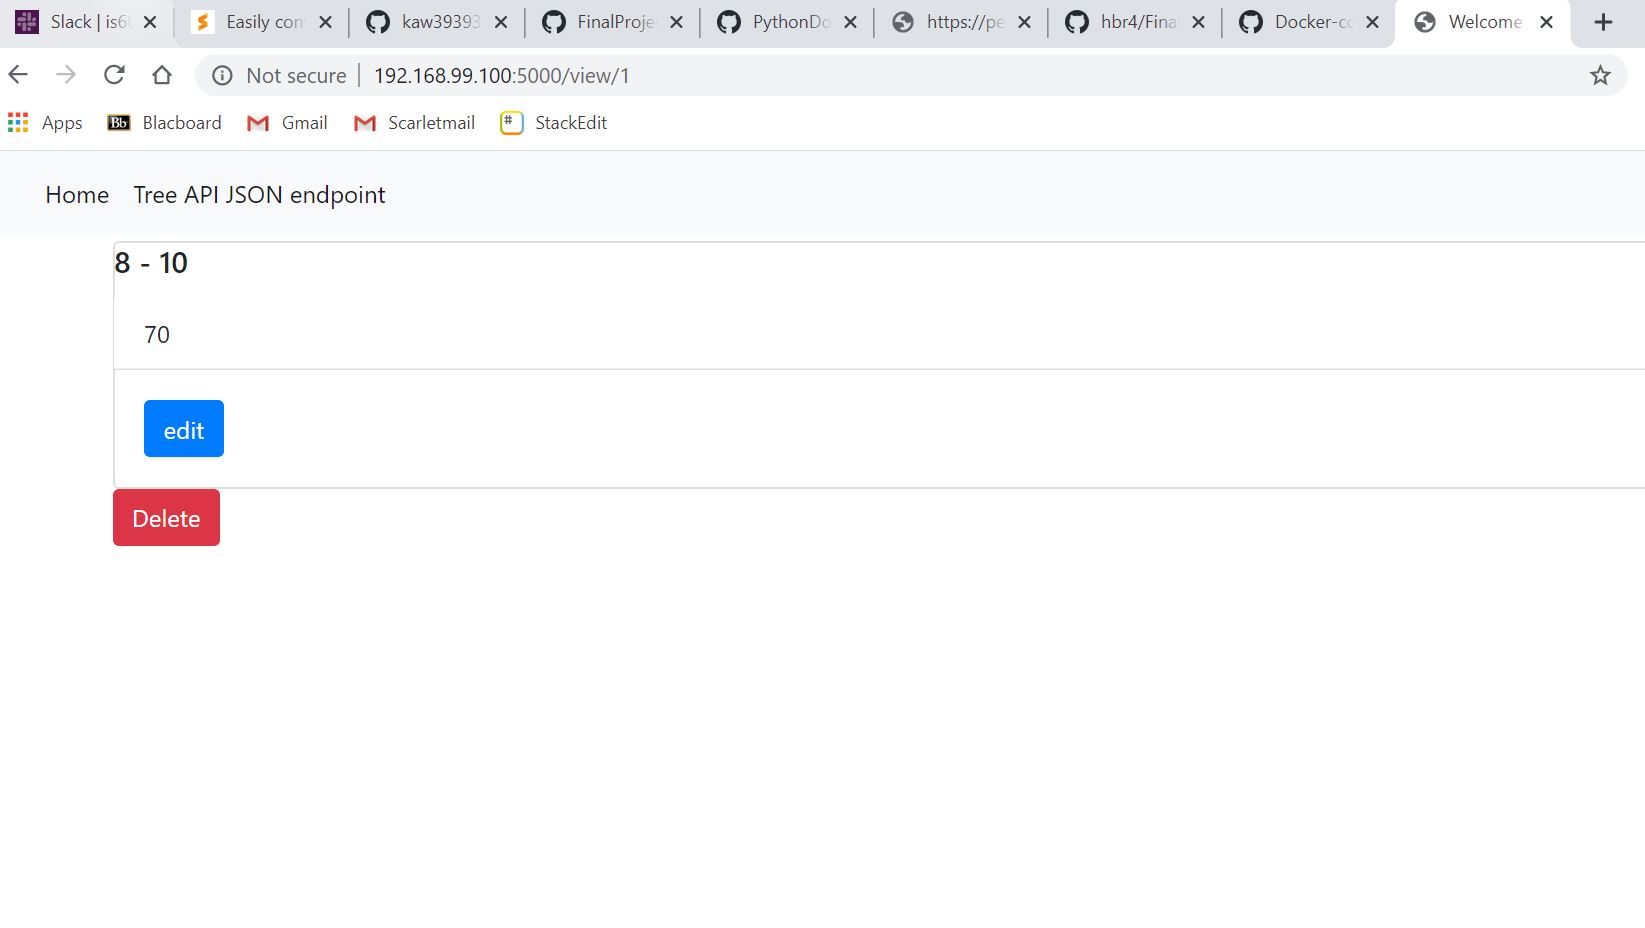 Slack | is6
Easily con
kaw39393
FinalProje
PythonDo
https://pe
hbr4/Fina
Docker-co
Welcome
Not secure | 192.168.99.100:5000/view/1
Apps
Bb Blacboard
Gmail
Scarletmail
# StackEdit
Home Tree API JSON endpoint
8 - 10
70
edit
Delete